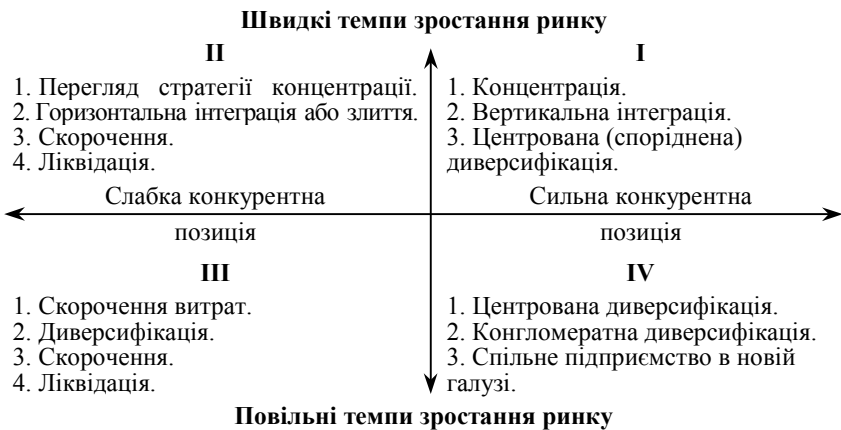 Швидкі темпи зростання ринку
II
1. Перегляд стратегії концентрації.
2. Горизонтальна інтеграція або злиття.
3. Скорочення.
4. Ліквідація.
I
1. Концентрація.
2. Вертикальна інтеграція.
3. Центрована (споріднена)
диверсифікація.
Слабка конкурентна
позиція
Сильна конкурентна
позиція
III
1. Скорочення витрат.
2. Диверсифікація.
3. Скорочення.
4. Ліквідація.
IV
1. Центрована диверсифікація.
2. Конгломератна диверсифікація.
3. Спільне підприємство в новій
галузі.
Повільні темпи зростання ринку